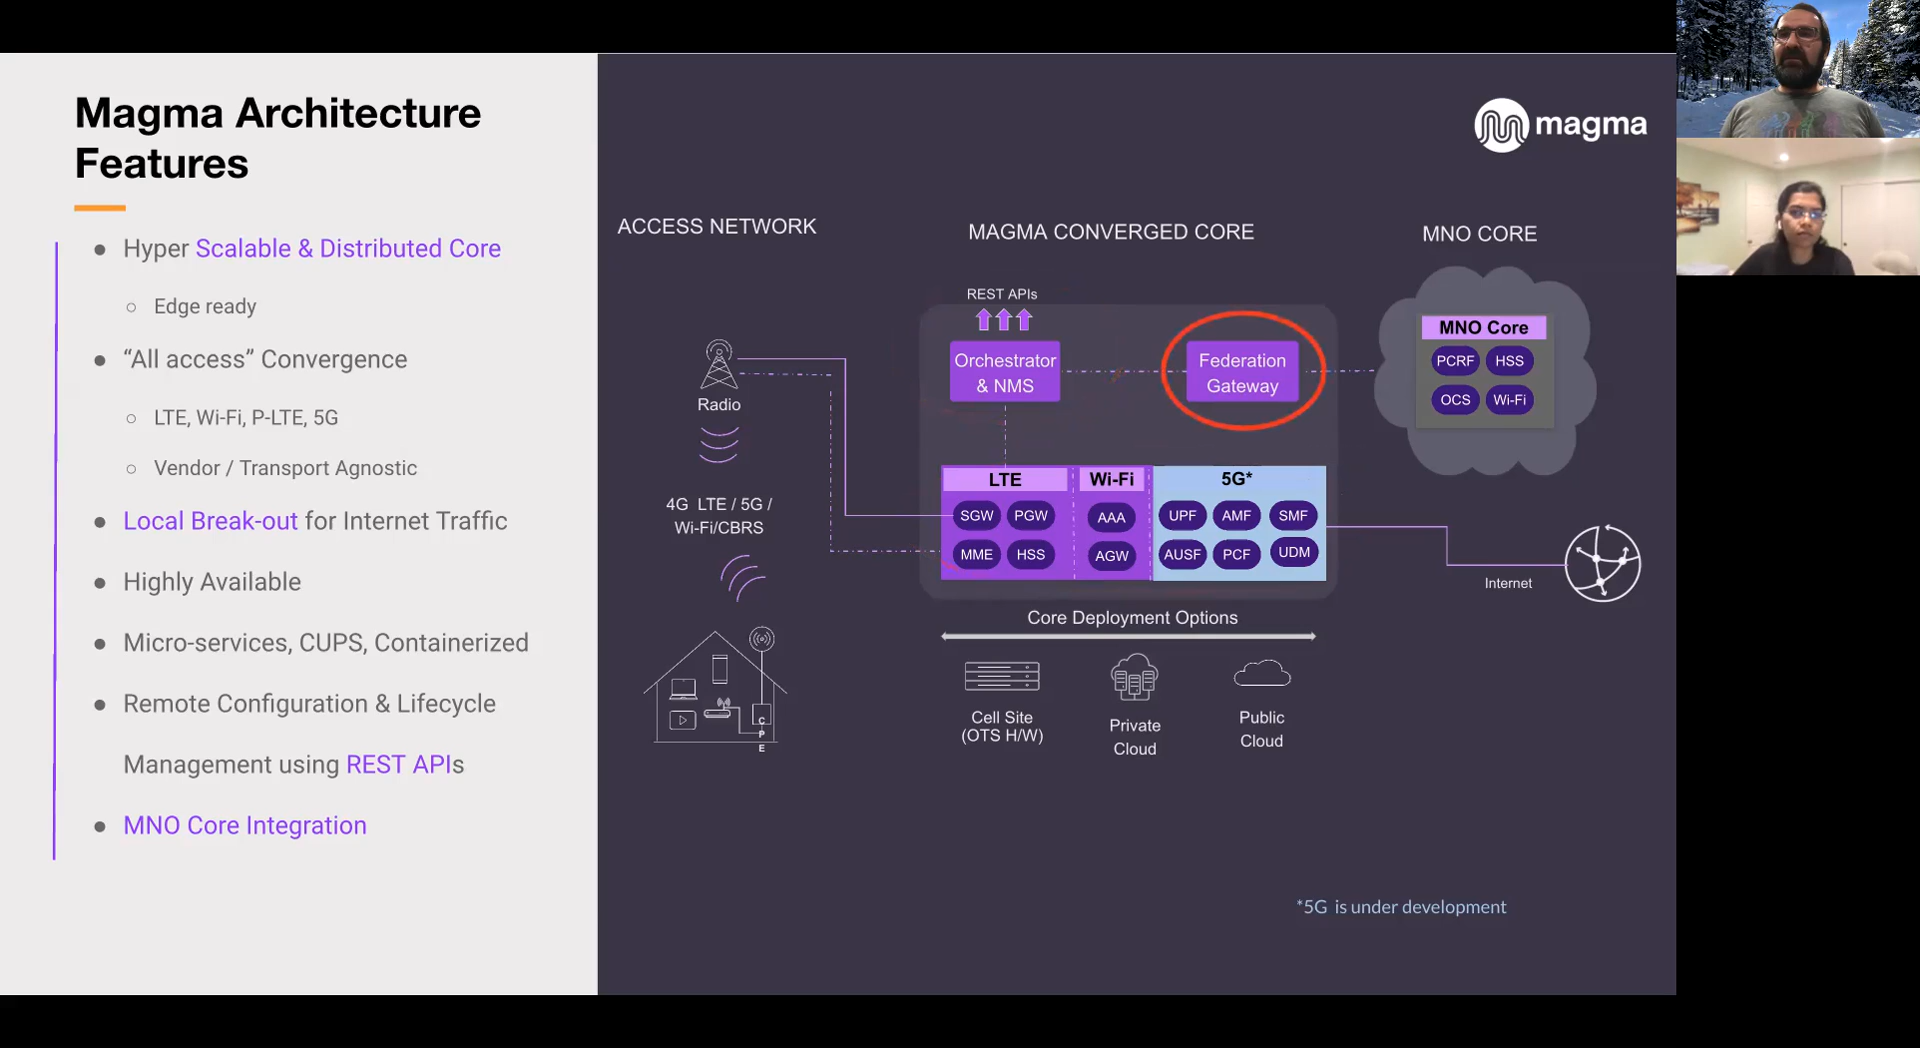 Magma Architecture
Features
● Hyper Scalable & Distributed Core
○ Edge ready
● “All access” Convergence
○ LTE, Wi-Fi, P-LTE, 5G
○ Vendor / Transport Agnostic
● Local Break-out for Internet Traffic
● Highly Available
● Micro-services, CUPS, Containerized
● Remote Configuration & Lifecycle
Management using REST APIs
● MNO Core Integration
magma
ACCESS NETWORK
Radio
4G LTE / 5G /
Wi-Fi/CBRS
C
P
E
MAGMA CONVERGED CORE
REST APIs
Orchestrator
& NMS
Federation
Gateway
LTE
SGW PGW
MME HSS
Wi-Fi
AAA
AGW
5G*
UPF AMF SMF
AUSF PCF UDM
Core Deployment Options
Cell Site
(OTS H/W)
Private
Cloud
Public
Cloud
MNO CORE
MNO Core
PCRF HSS
OCS Wi-Fi
Internet
*5G is under development